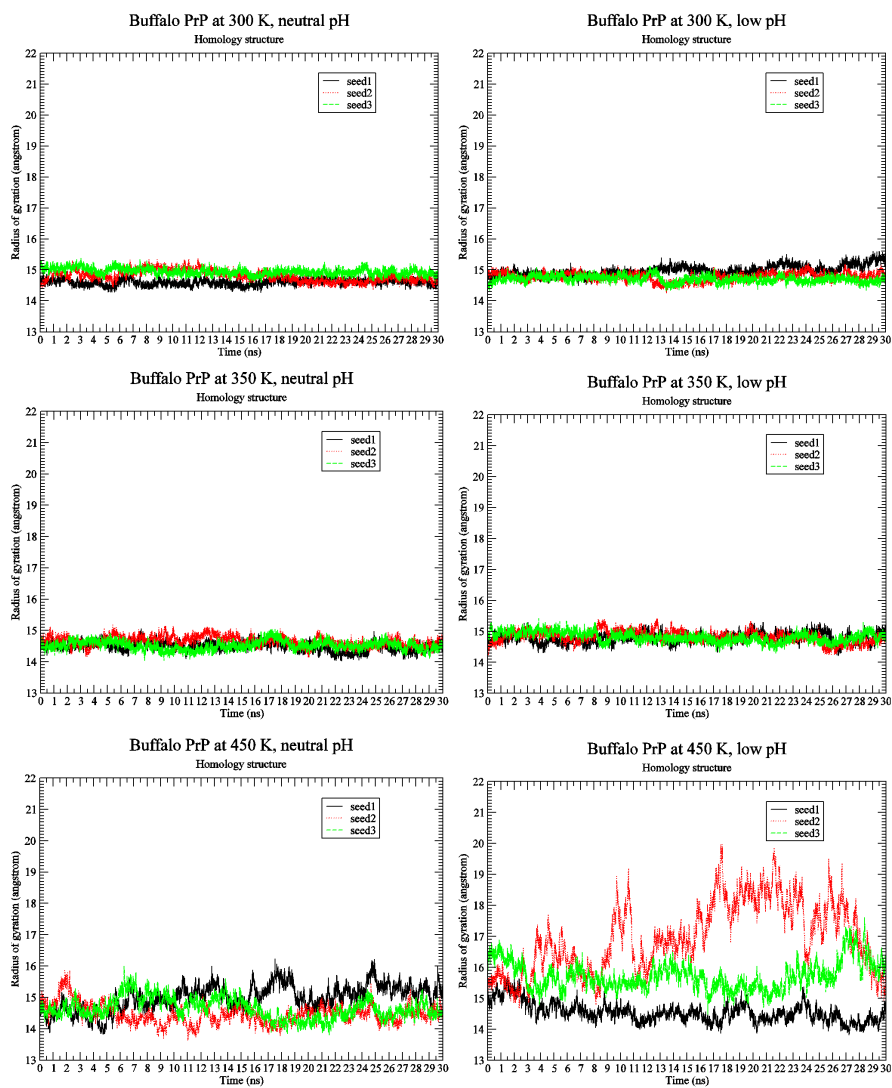 Buffalo PrP at 300 K, neutral pH
Homology structure
22
21
20
19
18
17
16
15
14
13
Radius of gyration (angstrom)
seed1
seed2
seed3
0 1 2 3 4 5 6 7 8 9 10 11 12 13 14 15 16 17 18 19 20 21 22 23 24 25 26 27 28 29 30
Time (ns)
Buffalo PrP at 300 K, low pH
Homology structure
22
21
20
19
18
17
16
15
14
13
Radius of gyration (angstrom)
seed1
seed2
seed3
0 1 2 3 4 5 6 7 8 9 10 11 12 13 14 15 16 17 18 19 20 21 22 23 24 25 26 27 28 29 30
Time (ns)
Buffalo PrP at 350 K, neutral pH
Homology structure
22
21
20
19
18
17
16
15
14
13
Radius of gyration (angstrom)
seed1
seed2
seed3
0 1 2 3 4 5 6 7 8 9 10 11 12 13 14 15 16 17 18 19 20 21 22 23 24 25 26 27 28 29 30
Time (ns)
Buffalo PrP at 350 K, low pH
Homology structure
22
21
20
19
18
17
16
15
14
13
Radius of gyration (angstrom)
seed1
seed2
seed3
0 1 2 3 4 5 6 7 8 9 10 11 12 13 14 15 16 17 18 19 20 21 22 23 24 25 26 27 28 29 30
Time (ns)
Buffalo PrP at 450 K, neutral pH
Homology structure
22
21
20
19
18
17
16
15
14
13
Radius of gyration (angstrom)
seed1
seed2
seed3
0 1 2 3 4 5 6 7 8 9 10 11 12 13 14 15 16 17 18 19 20 21 22 23 24 25 26 27 28 29 30
Time (ns)
Buffalo PrP at 450 K, low pH
Homology structure
22
21
20
19
18
17
16
15
14
13
Radius of gyration (angstrom)
seed1
seed2
seed3
0 1 2 3 4 5 6 7 8 9 10 11 12 13 14 15 16 17 18 19 20 21 22 23 24 25 26 27 28 29 30
Time (ns)